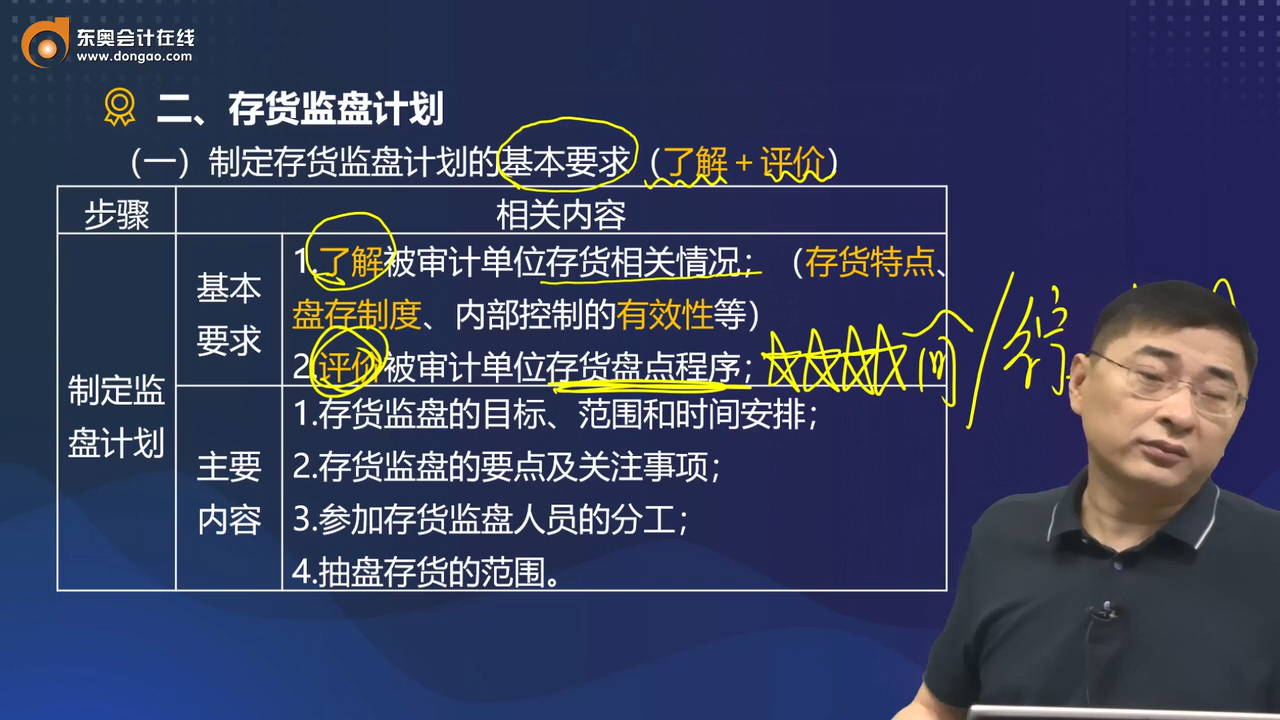 东奥会计在线
www.dongao.com
二、存货监盘计划
（一）制定存货监盘计划的基本要求（了解＋评价）
步骤
相关内容
制定监
盘计划
基本
要求
1.了解被审计单位存货相关情况；（存货特点、
盘存制度、内部控制的有效性等）
2.评价被审计单位存货盘点程序；
主要
内容
1.存货监盘的目标、范围和时间安排；
2.存货监盘的要点及关注事项；
3.参加存货监盘人员的分工；
4.抽盘存货的范围。